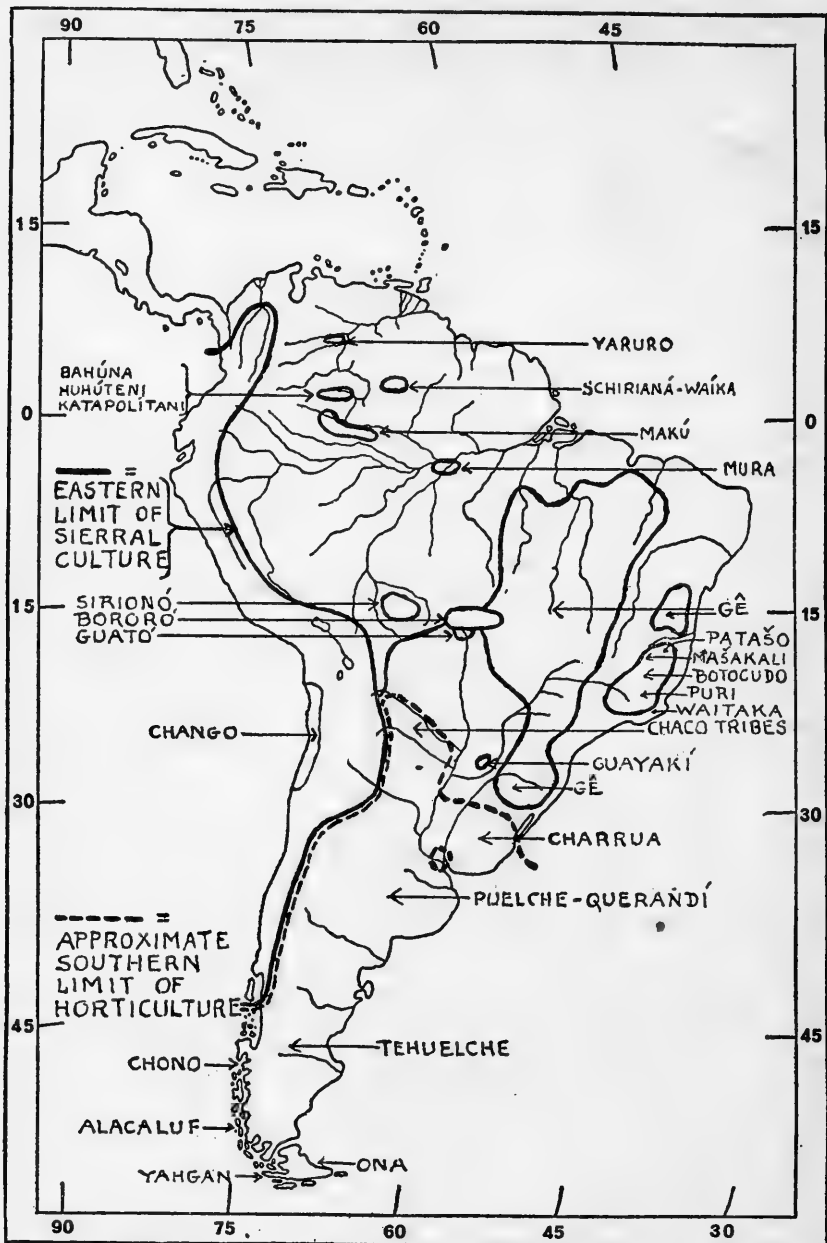 90 75 60 45
15 15
YARURO
BAHÚNA
HUHÚTENI
KATAPOLÍTANI
SCHIRIANÁ-WAÍKA
0 0
MAKÚ
MURA
=
EASTERN
LIMIT OF
SIERRAL
CULTURE
SIRIONÓ
BORORÓ
GUATÓ
15 15
GÊ
PATAŠO
MAŠAKALI
BOTOCUDO
PURI
WAITAKA
CHACO TRIBES
CHANGO
GUAYAKÍ
GÊ
30 30
CHARRUA
PUELCHE-QUERANDÍ
=
APPROXIMATE
SOUTHERN
LIMIT OF
HORTICULTURE
45 45
TEHUELCHE
CHONO
ALACALUF
ONA
YAHGAN
90 75 60 45 30